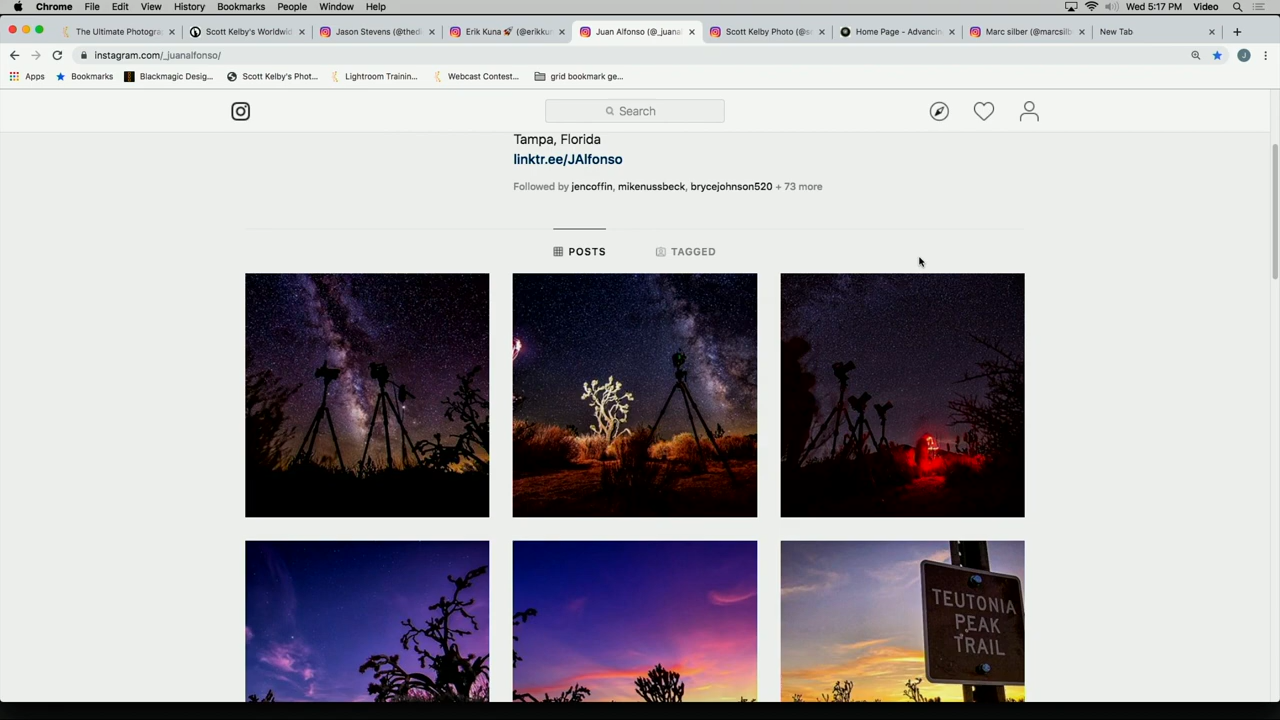 Chrome File Edit View History Bookmarks People Window Help Wed 5:17 PM Video
The Ultimate Photogra Scott Kelby's Worldwid Jason Stevens (@thedi Erik Kuna 🚀 (@erikkur Juan Alfonso (@_juanal Scott Kelby Photo (@s Home Page - Advancin Marc silber (@marcsilb New Tab
instagram.com/_juanalfonso/ J
Apps Bookmarks Blackmagic Desig... Scott Kelby's Phot... Lightroom Trainin... Webcast Contest... grid bookmark ge...
Search
Tampa, Florida
linktr.ee/JAlfonso
Followed by jencoffin, mikenussbeck, brycejohnson520 + 73 more
POSTS TAGGED
TEUTONIA
PEAK
TRAIL